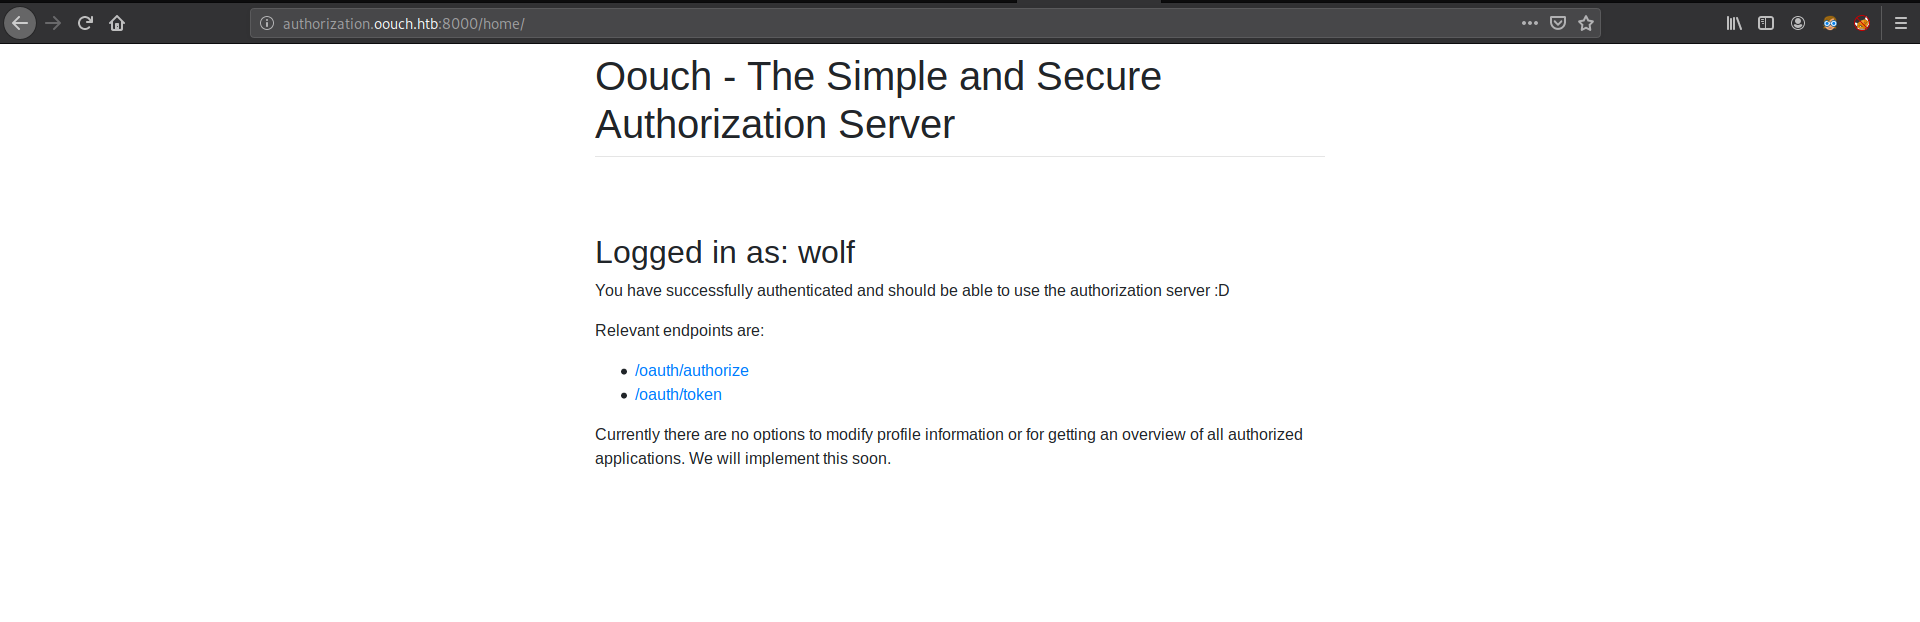 authorization.oouch.htb:8000/home/
Oouch - The Simple and Secure
Authorization Server
Logged in as: wolf
You have successfully authenticated and should be able to use the authorization server :D
Relevant endpoints are:
/oauth/authorize
/oauth/token
Currently there are no options to modify profile information or for getting an overview of all authorized
applications. We will implement this soon.